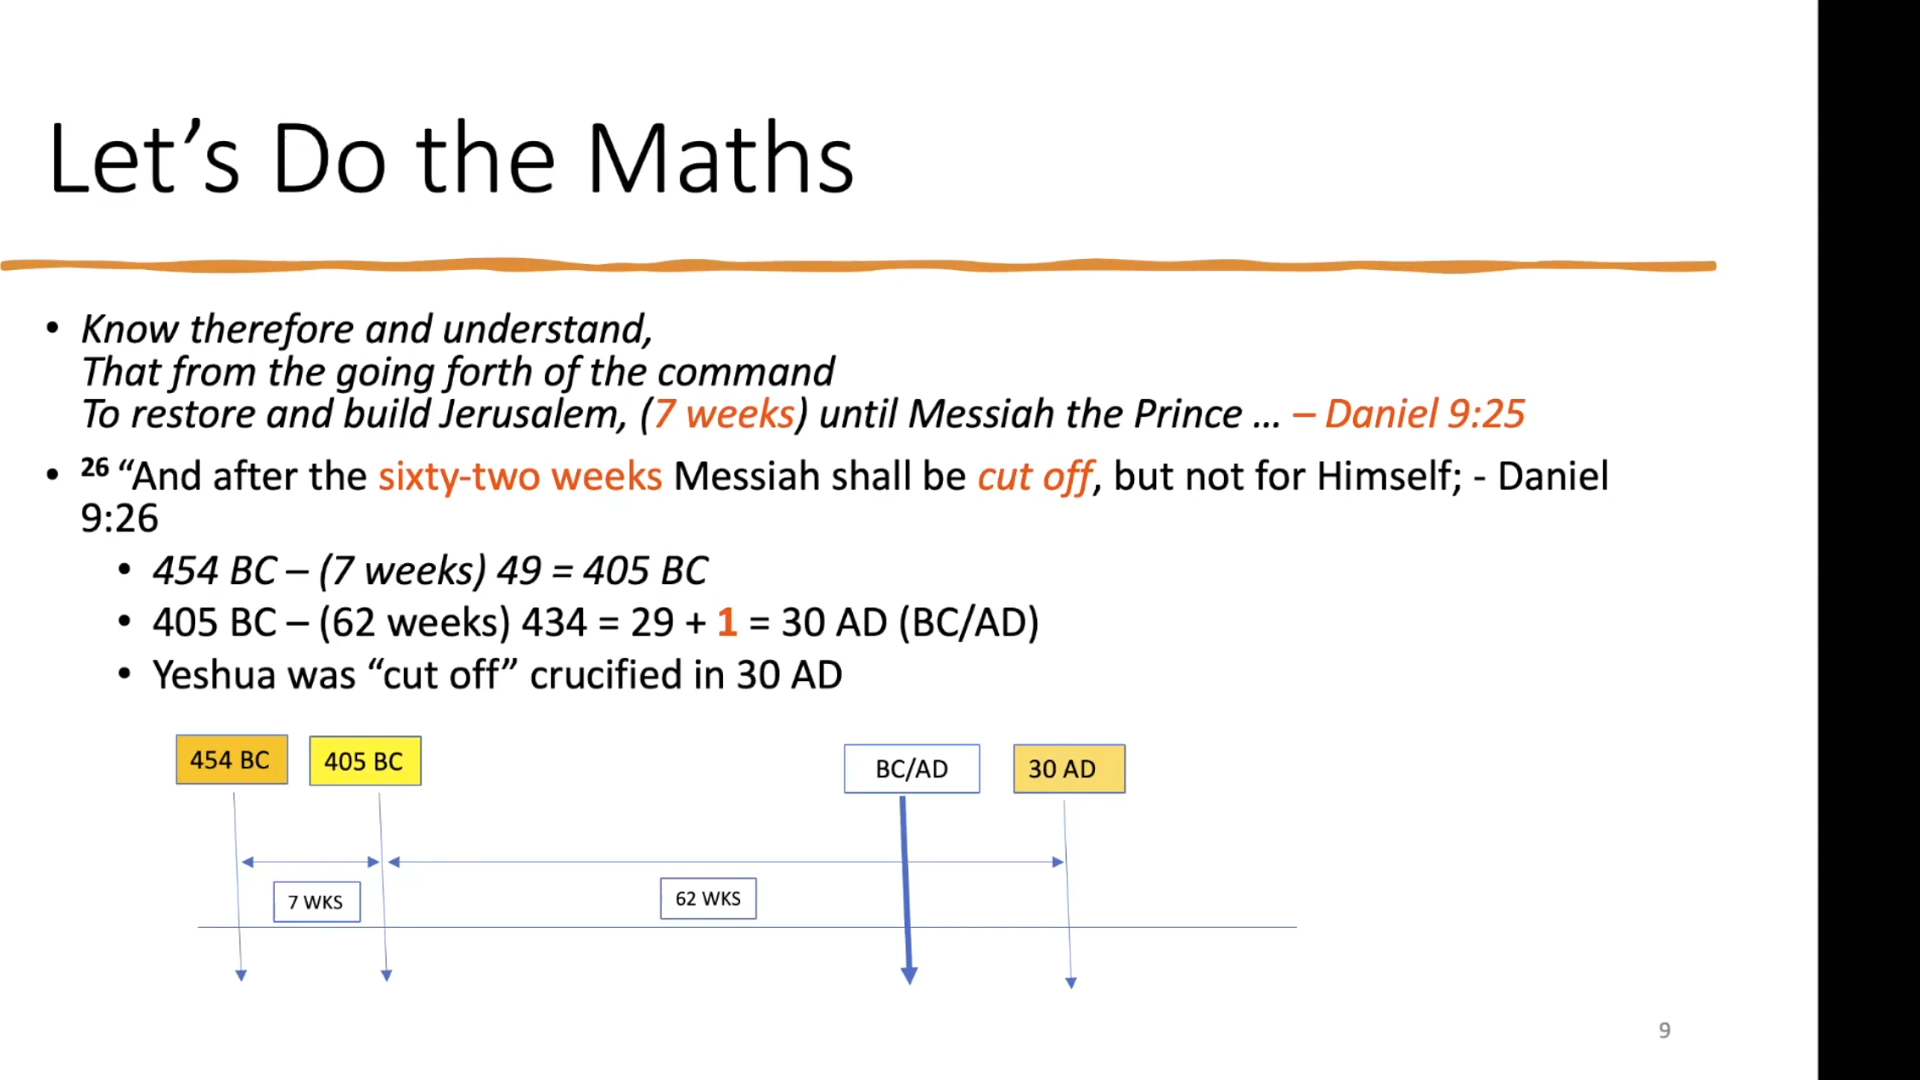 Let’s Do the Maths
• Know therefore and understand,
That from the going forth of the command
To restore and build Jerusalem, (7 weeks) until Messiah the Prince ... – Daniel 9:25
• 26 “And after the sixty-two weeks Messiah shall be cut off, but not for Himself; - Daniel
9:26
• 454 BC – (7 weeks) 49 = 405 BC
• 405 BC – (62 weeks) 434 = 29 + 1 = 30 AD (BC/AD)
• Yeshua was “cut off” crucified in 30 AD
454 BC
405 BC
BC/AD
30 AD
7 WKS
62 WKS
9